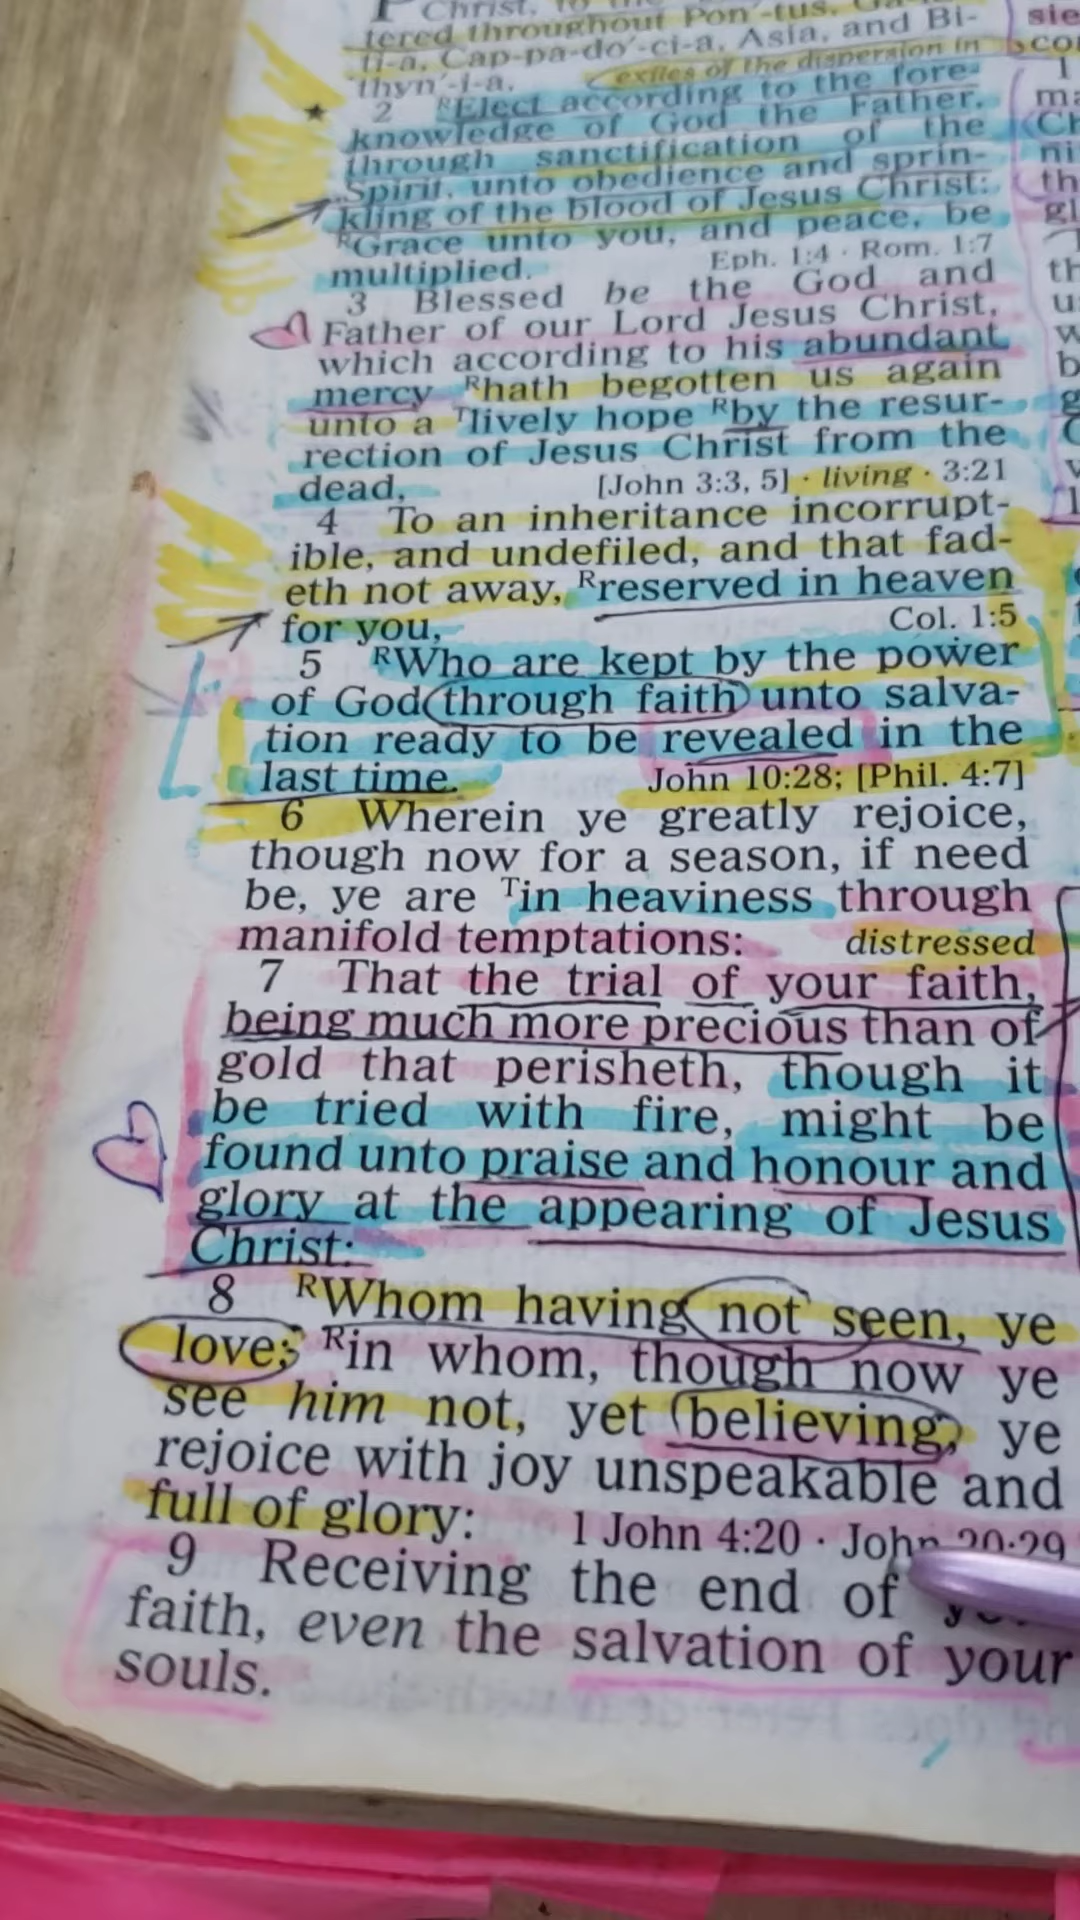 Christ, to the
tered throughout Pon´-tus, Ga
ti-a, Cap-pa-do´-ci-a, Asia, and Bi-
thyn´-i-a, exiles of the dispersion in
2 RElect according to the fore-
knowledge of God the Father,
through sanctification of the
Spirit, unto obedience and sprin-
kling of the blood of Jesus Christ:
RGrace unto you, and peace, be
multiplied. Eph. 1:4 · Rom. 1:7
3 Blessed be the God and
Father of our Lord Jesus Christ,
which according to his abundant
mercy Rhath begotten us again
unto a Tlively hope Rby the resur-
rection of Jesus Christ from the
dead, [John 3:3, 5] · living · 3:21
4 To an inheritance incorrupt-
ible, and undefiled, and that fad-
eth not away, Rreserved in heaven
for you, Col. 1:5
5 RWho are kept by the power
of God through faith unto salva-
tion ready to be revealed in the
last time. John 10:28; [Phil. 4:7]
6 Wherein ye greatly rejoice,
though now for a season, if need
be, ye are Tin heaviness through
manifold temptations: distressed
7 That the trial of your faith,
being much more precious than of
gold that perisheth, though it
be tried with fire, might be
found unto praise and honour and
glory at the appearing of Jesus
Christ:
8 RWhom having not seen, ye
love; Rin whom, though now ye
see him not, yet believing, ye
rejoice with joy unspeakable and
full of glory: 1 John 4:20 · John 20:29
9 Receiving the end of
faith, even the salvation of your
souls.